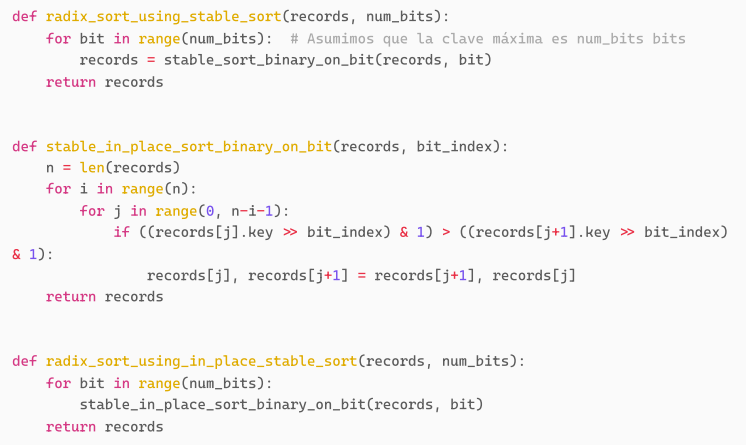 def radix_sort_using_stable_sort(records, num_bits):
    for bit in range(num_bits):  # Asumimos que la clave máxima es num_bits bits
        records = stable_sort_binary_on_bit(records, bit)
    return records

def stable_in_place_sort_binary_on_bit(records, bit_index):
    n = len(records)
    for i in range(n):
        for j in range(0, n-i-1):
            if ((records[j].key >> bit_index) & 1) > ((records[j+1].key >> bit_index)
& 1):
                records[j], records[j+1] = records[j+1], records[j]
    return records

def radix_sort_using_in_place_stable_sort(records, num_bits):
    for bit in range(num_bits):
        stable_in_place_sort_binary_on_bit(records, bit)
    return records